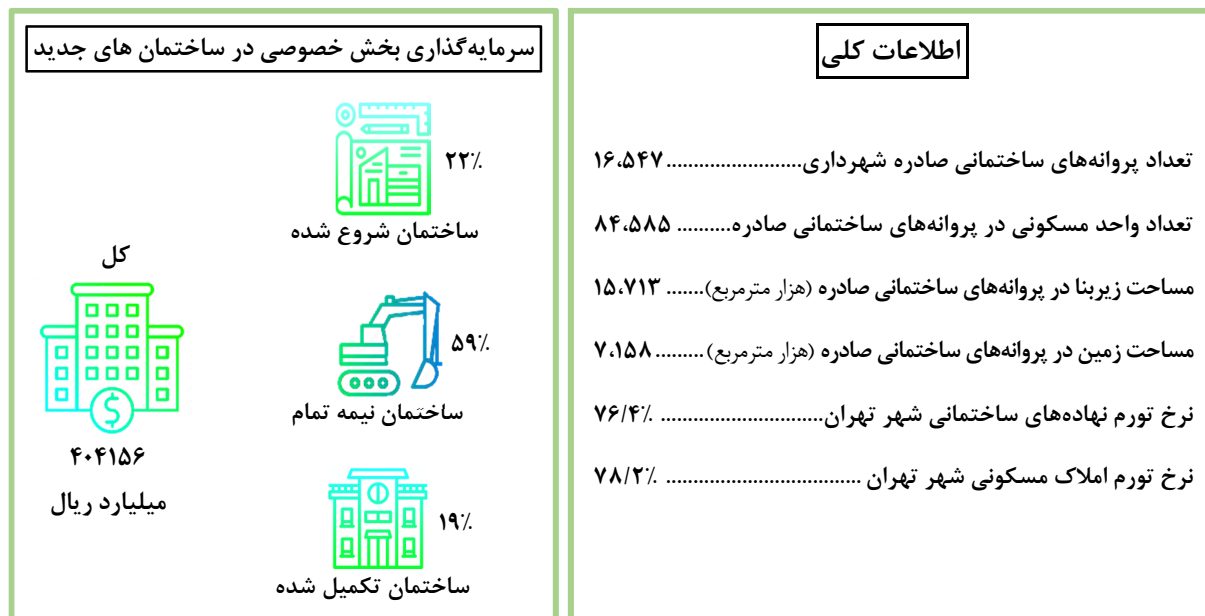 اطلاعات کلی
تعداد پروانه‌های ساختمانی صادره شهرداری.........................۱۶،۵۴۷
تعداد واحد مسکونی در پروانه‌های ساختمانی صادره.......... ۸۴،۵۸۵
مساحت زیربنا در پروانه‌های ساختمانی صادره (هزار مترمربع)....... ۱۵،۷۱۳
مساحت زمین در پروانه‌های ساختمانی صادره (هزار مترمربع).........۷،۱۵۸
نرخ تورم نهاده‌های ساختمانی شهر تهران.............................. ۷۶/۴٪
نرخ تورم املاک مسکونی شهر تهران .................................... ۷۸/۲٪
سرمایه‌گذاری بخش خصوصی در ساختمان های جدید
۲۲٪
ساختمان شروع شده
۵۹٪
ساختمان نیمه تمام
۱۹٪
ساختمان تکمیل شده
کل
$
۴۰۴۱۵۶
میلیارد ریال